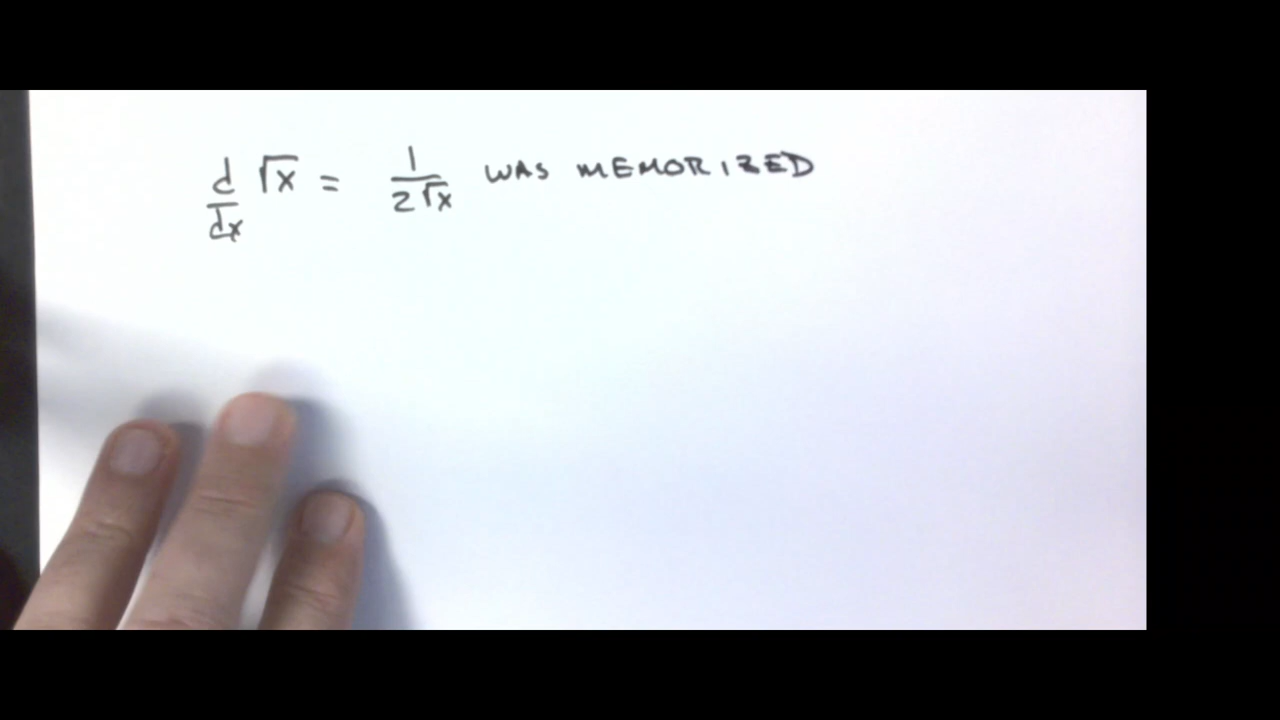 d/dx √x = 1/(2√x) WAS MEMORIZED